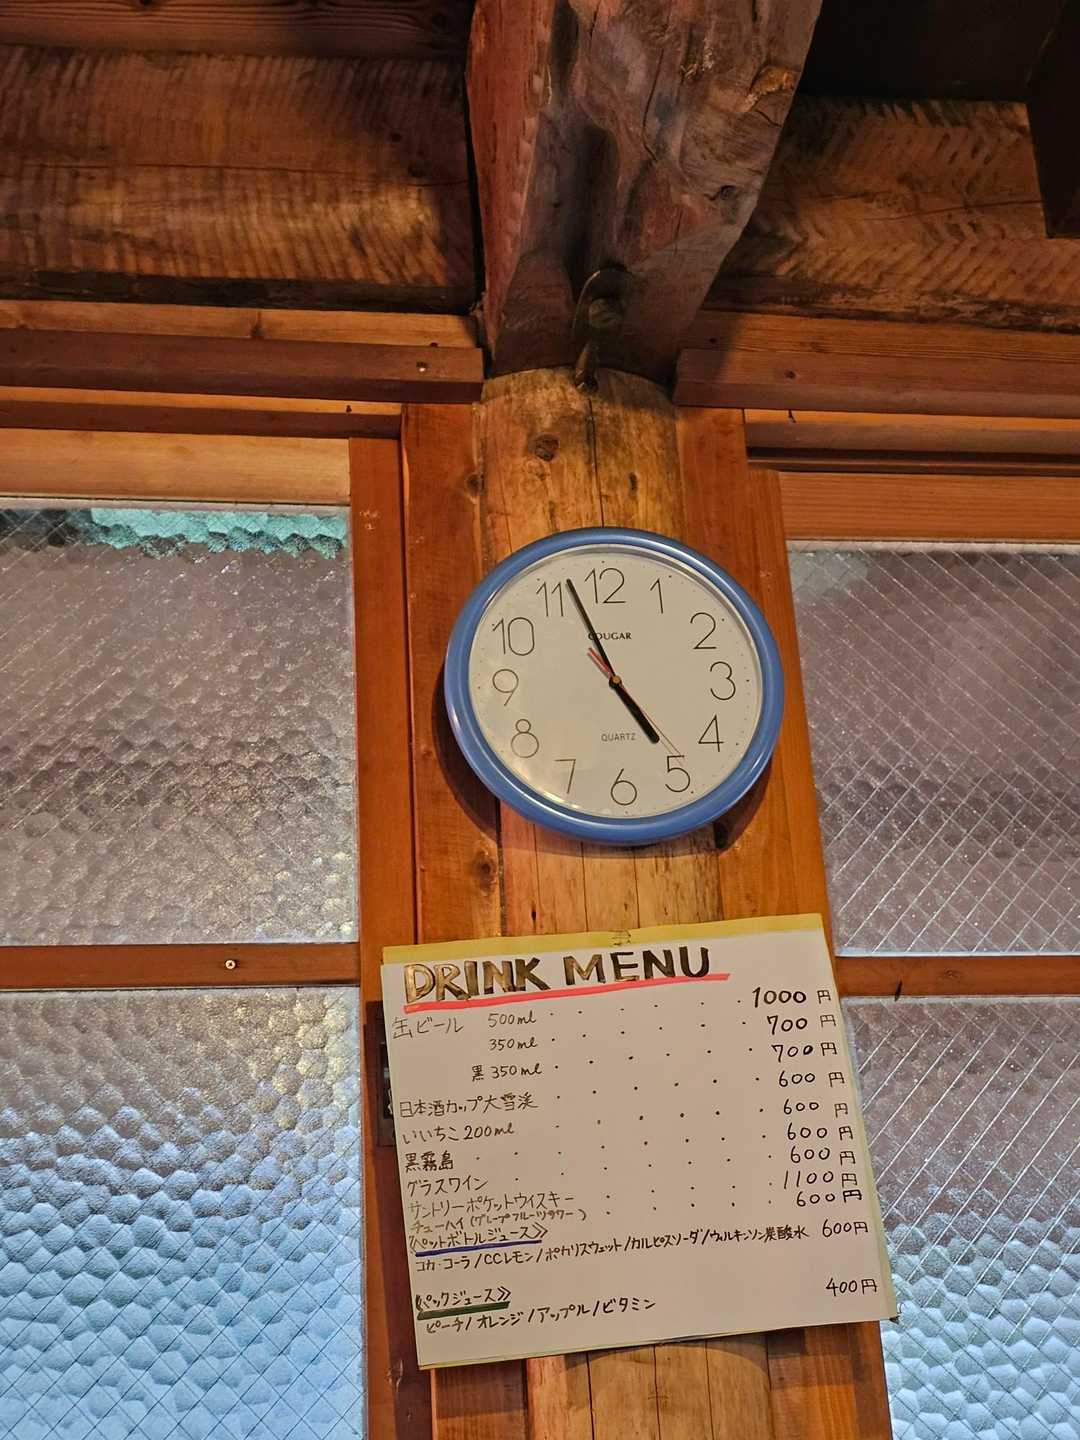 12
1
2
3
4
5
6
7
8
9
10
11
COUGAR
QUARTZ
DRINK MENU
缶ビール 500ml ・・・・ 1000円
350ml ・・・・ 700円
黒 350ml ・・・・ 700円
日本酒カップ大雪渓 ・・・・ 600円
いいちこ 200ml ・・・・ 600円
黒霧島 ・・・・・ 600円
グラスワイン ・・・・・ 600円
サントリーポケットウィスキー ・・・・ 1100円
チューハイ(グレープフルーツサワー) ・・・・ 600円
《ペットボトルジュース》
コカ・コーラ/CCレモン/ポカリスウェット/カルピスソーダ/ウィルキンソン炭酸水 600円
《パックジュース》
ピーチ/オレンジ/アップル/ビタミン 400円